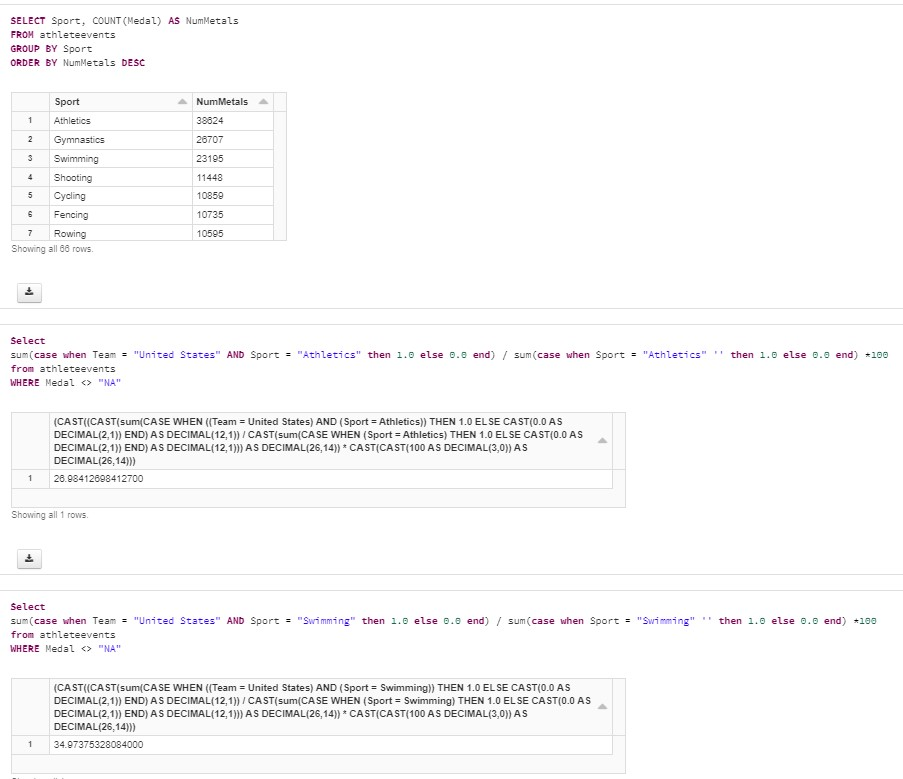 SELECT Sport, COUNT(Medal) AS NumMetals
FROM athleteevents
GROUP BY Sport
ORDER BY NumMetals DESC
Sport NumMetals
1 Athletics 38624
2 Gymnastics 26707
3 Swimming 23195
4 Shooting 11448
5 Cycling 10859
6 Fencing 10735
7 Rowing 10595
Showing all 66 rows.
Select
sum(case when Team = "United States" AND Sport = "Athletics" then 1.0 else 0.0 end) / sum(case when Sport = "Athletics" '' then 1.0 else 0.0 end) *100
from athleteevents
WHERE Medal <> "NA"
(CAST((CAST(sum(CASE WHEN ((Team = United States) AND (Sport = Athletics)) THEN 1.0 ELSE CAST(0.0 AS
DECIMAL(2,1)) END) AS DECIMAL(12,1)) / CAST(sum(CASE WHEN (Sport = Athletics) THEN 1.0 ELSE CAST(0.0 AS
DECIMAL(2,1)) END) AS DECIMAL(12,1))) AS DECIMAL(26,14)) * CAST(CAST(100 AS DECIMAL(3,0)) AS
DECIMAL(26,14)))
1 26.98412698412700
Showing all 1 rows.
Select
sum(case when Team = "United States" AND Sport = "Swimming" then 1.0 else 0.0 end) / sum(case when Sport = "Swimming" '' then 1.0 else 0.0 end) *100
from athleteevents
WHERE Medal <> "NA"
(CAST((CAST(sum(CASE WHEN ((Team = United States) AND (Sport = Swimming)) THEN 1.0 ELSE CAST(0.0 AS
DECIMAL(2,1)) END) AS DECIMAL(12,1)) / CAST(sum(CASE WHEN (Sport = Swimming) THEN 1.0 ELSE CAST(0.0 AS
DECIMAL(2,1)) END) AS DECIMAL(12,1))) AS DECIMAL(26,14)) * CAST(CAST(100 AS DECIMAL(3,0)) AS
DECIMAL(26,14)))
1 34.97375328084000